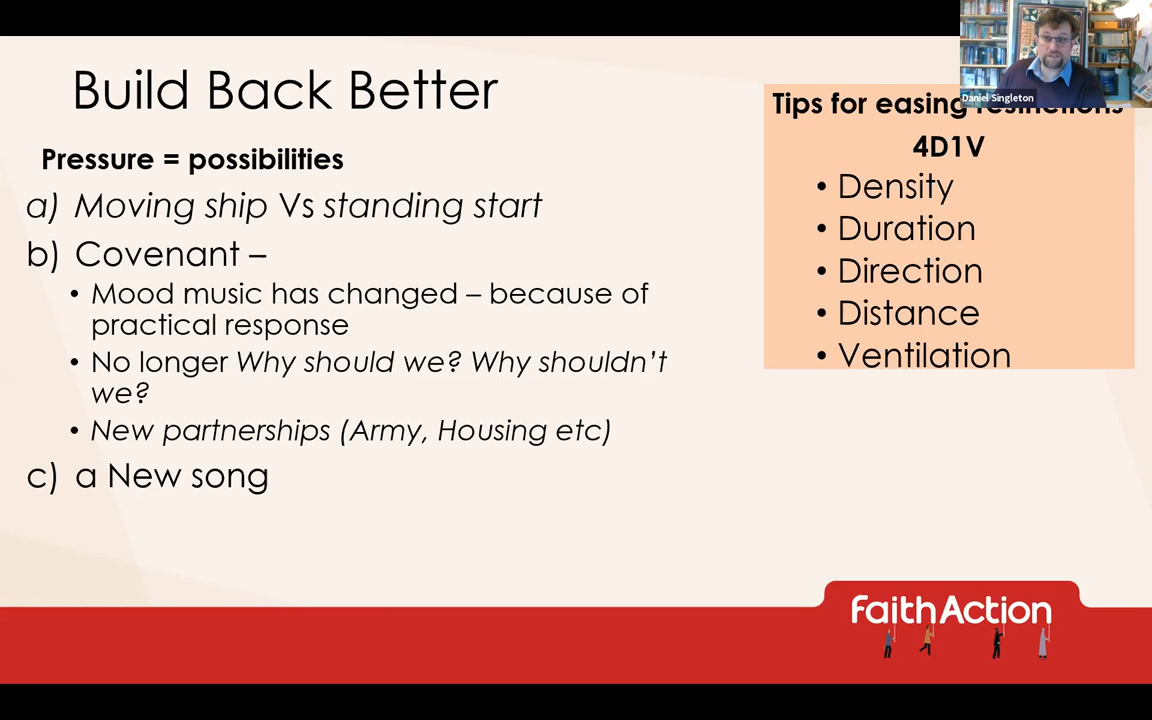 Build Back Better
Pressure = possibilities
a) Moving ship Vs standing start
b) Covenant –
• Mood music has changed – because of
practical response
• No longer Why should we? Why shouldn't
we?
• New partnerships (Army, Housing etc)
c) a New song
Daniel Singleton
Tips for easing restrictions
4D1V
• Density
• Duration
• Direction
• Distance
• Ventilation
FaithAction